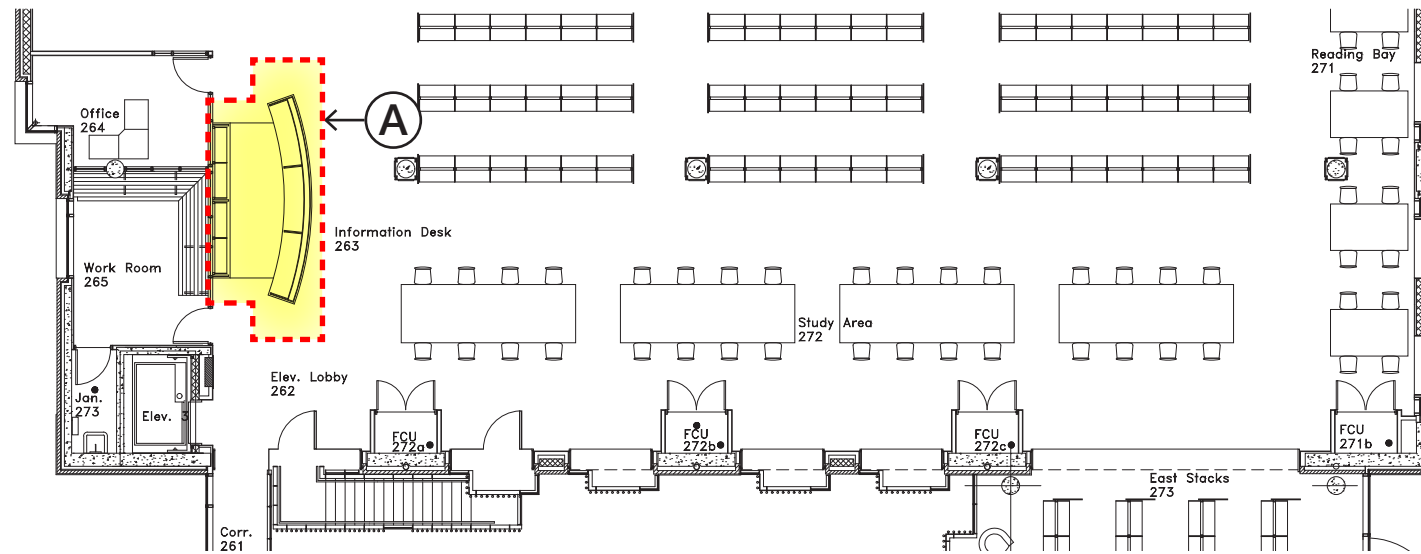 Reading Bay
271
Office
264
A
Information Desk
263
Work Room
265
Study Area
272
Elev. Lobby
262
Jan.
273
Elev. 3
FCU
272a
FCU
272b
FCU
272c
FCU
271b
East Stacks
273
Corr.
261